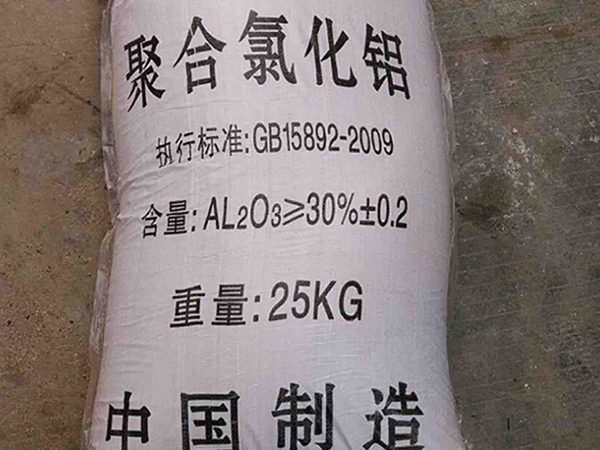 聚合氯化铝
执行标准:GB15892-2009
含量:AL2O3≥30%±0.2
重量:25KG
中国制造